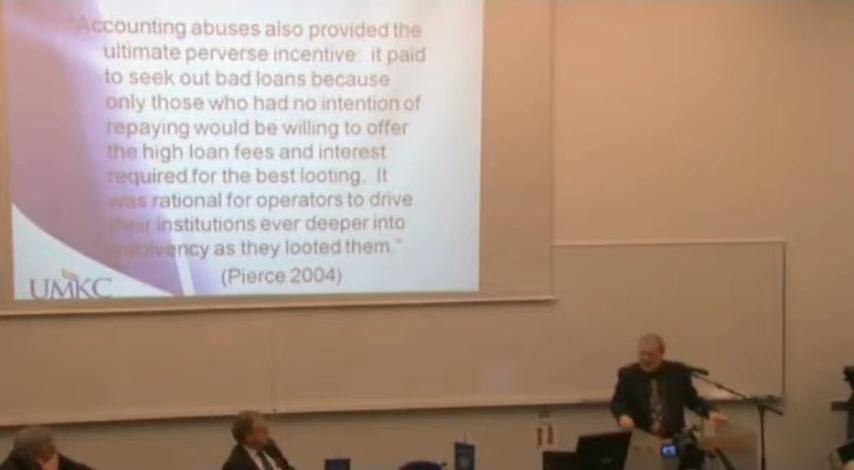 "Accounting abuses also provided the
ultimate perverse incentive: it paid
to seek out bad loans because
only those who had no intention of
repaying would be willing to offer
the high loan fees and interest
required for the best looting. It
was rational for operators to drive
their institutions ever deeper into
insolvency as they looted them."
(Pierce 2004)
UMKC